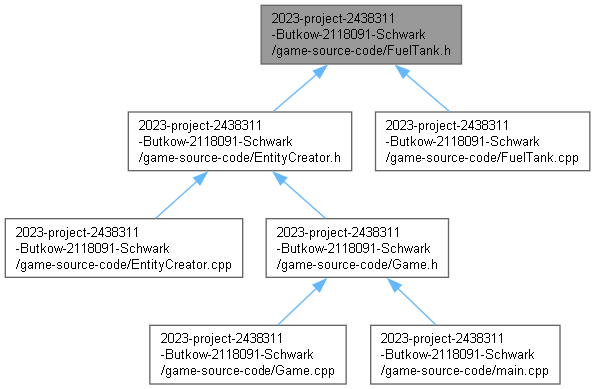 2023-project-2438311
-Butkow-2118091-Schwark
/game-source-code/FuelTank.h
2023-project-2438311
-Butkow-2118091-Schwark
/game-source-code/EntityCreator.h
2023-project-2438311
-Butkow-2118091-Schwark
/game-source-code/FuelTank.cpp
2023-project-2438311
-Butkow-2118091-Schwark
/game-source-code/EntityCreator.cpp
2023-project-2438311
-Butkow-2118091-Schwark
/game-source-code/Game.h
2023-project-2438311
-Butkow-2118091-Schwark
/game-source-code/Game.cpp
2023-project-2438311
-Butkow-2118091-Schwark
/game-source-code/main.cpp